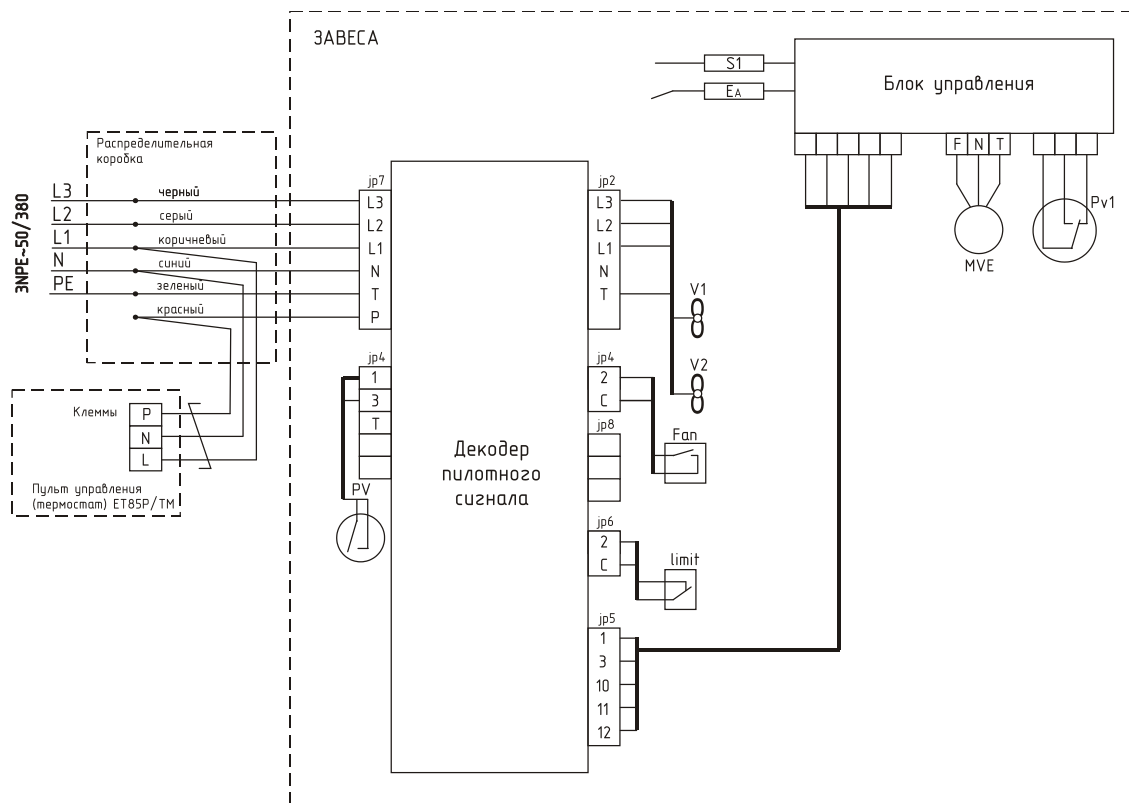 ЗАВЕСА
S1
EА
Блок управления
F N T
MVE
Pv1
Распределительная
коробка
3NPE~50/380
L3
L2
L1
N
PE
черный
серый
коричневый
синий
зеленый
красный
jp7
L3
L2
L1
N
T
P
jp2
L3
L2
L1
N
T
V1
V2
jp4
1
3
T
PV
jp4
2
C
jp8
Fan
Декодер
пилотного
сигнала
jp6
2
C
limit
jp5
1
3
10
11
12
Клеммы
P
N
L
Пульт управления
(термостат) ET85P/TM